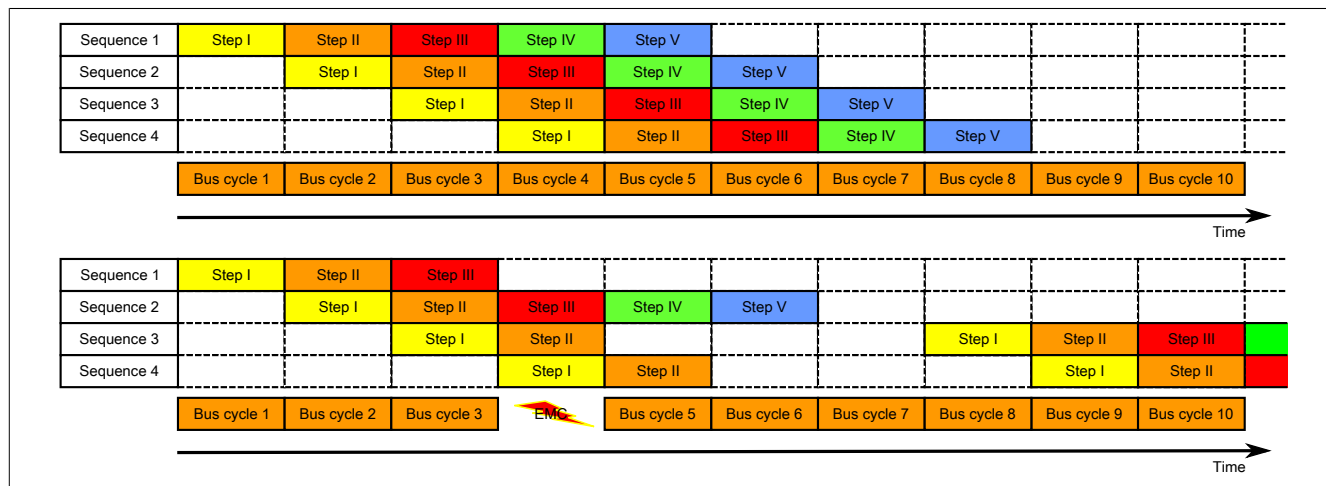 Sequence 1 Step I Step II Step III Step IV Step V
Sequence 2 Step I Step II Step III Step IV Step V
Sequence 3 Step I Step II Step III Step IV Step V
Sequence 4 Step I Step II Step III Step IV Step V
Bus cycle 1 Bus cycle 2 Bus cycle 3 Bus cycle 4 Bus cycle 5 Bus cycle 6 Bus cycle 7 Bus cycle 8 Bus cycle 9 Bus cycle 10
Time
Sequence 1 Step I Step II Step III
Sequence 2 Step I Step II Step III Step IV Step V
Sequence 3 Step I Step II Step I Step II Step III
Sequence 4 Step I Step II Step I Step II
Bus cycle 1 Bus cycle 2 Bus cycle 3 EMC Bus cycle 5 Bus cycle 6 Bus cycle 7 Bus cycle 8 Bus cycle 9 Bus cycle 10
Time